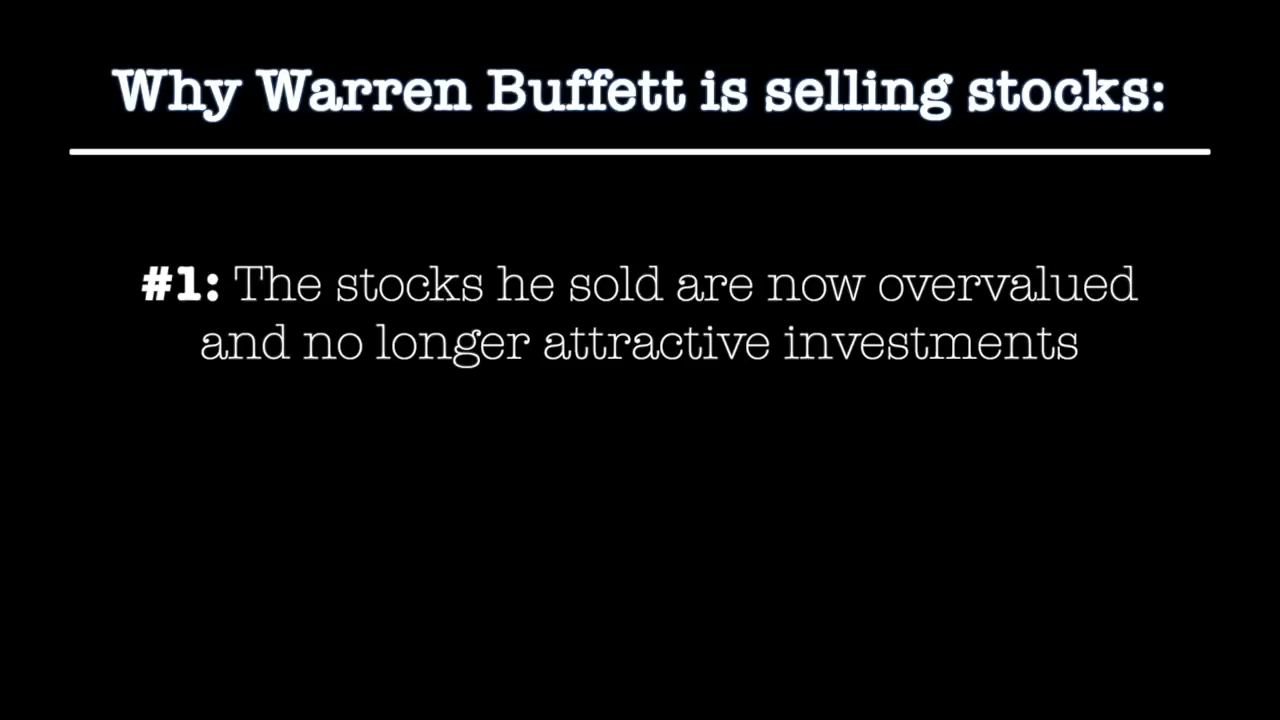 Why Warren Buffett is selling stocks:
#1: The stocks he sold are now overvalued
and no longer attractive investments